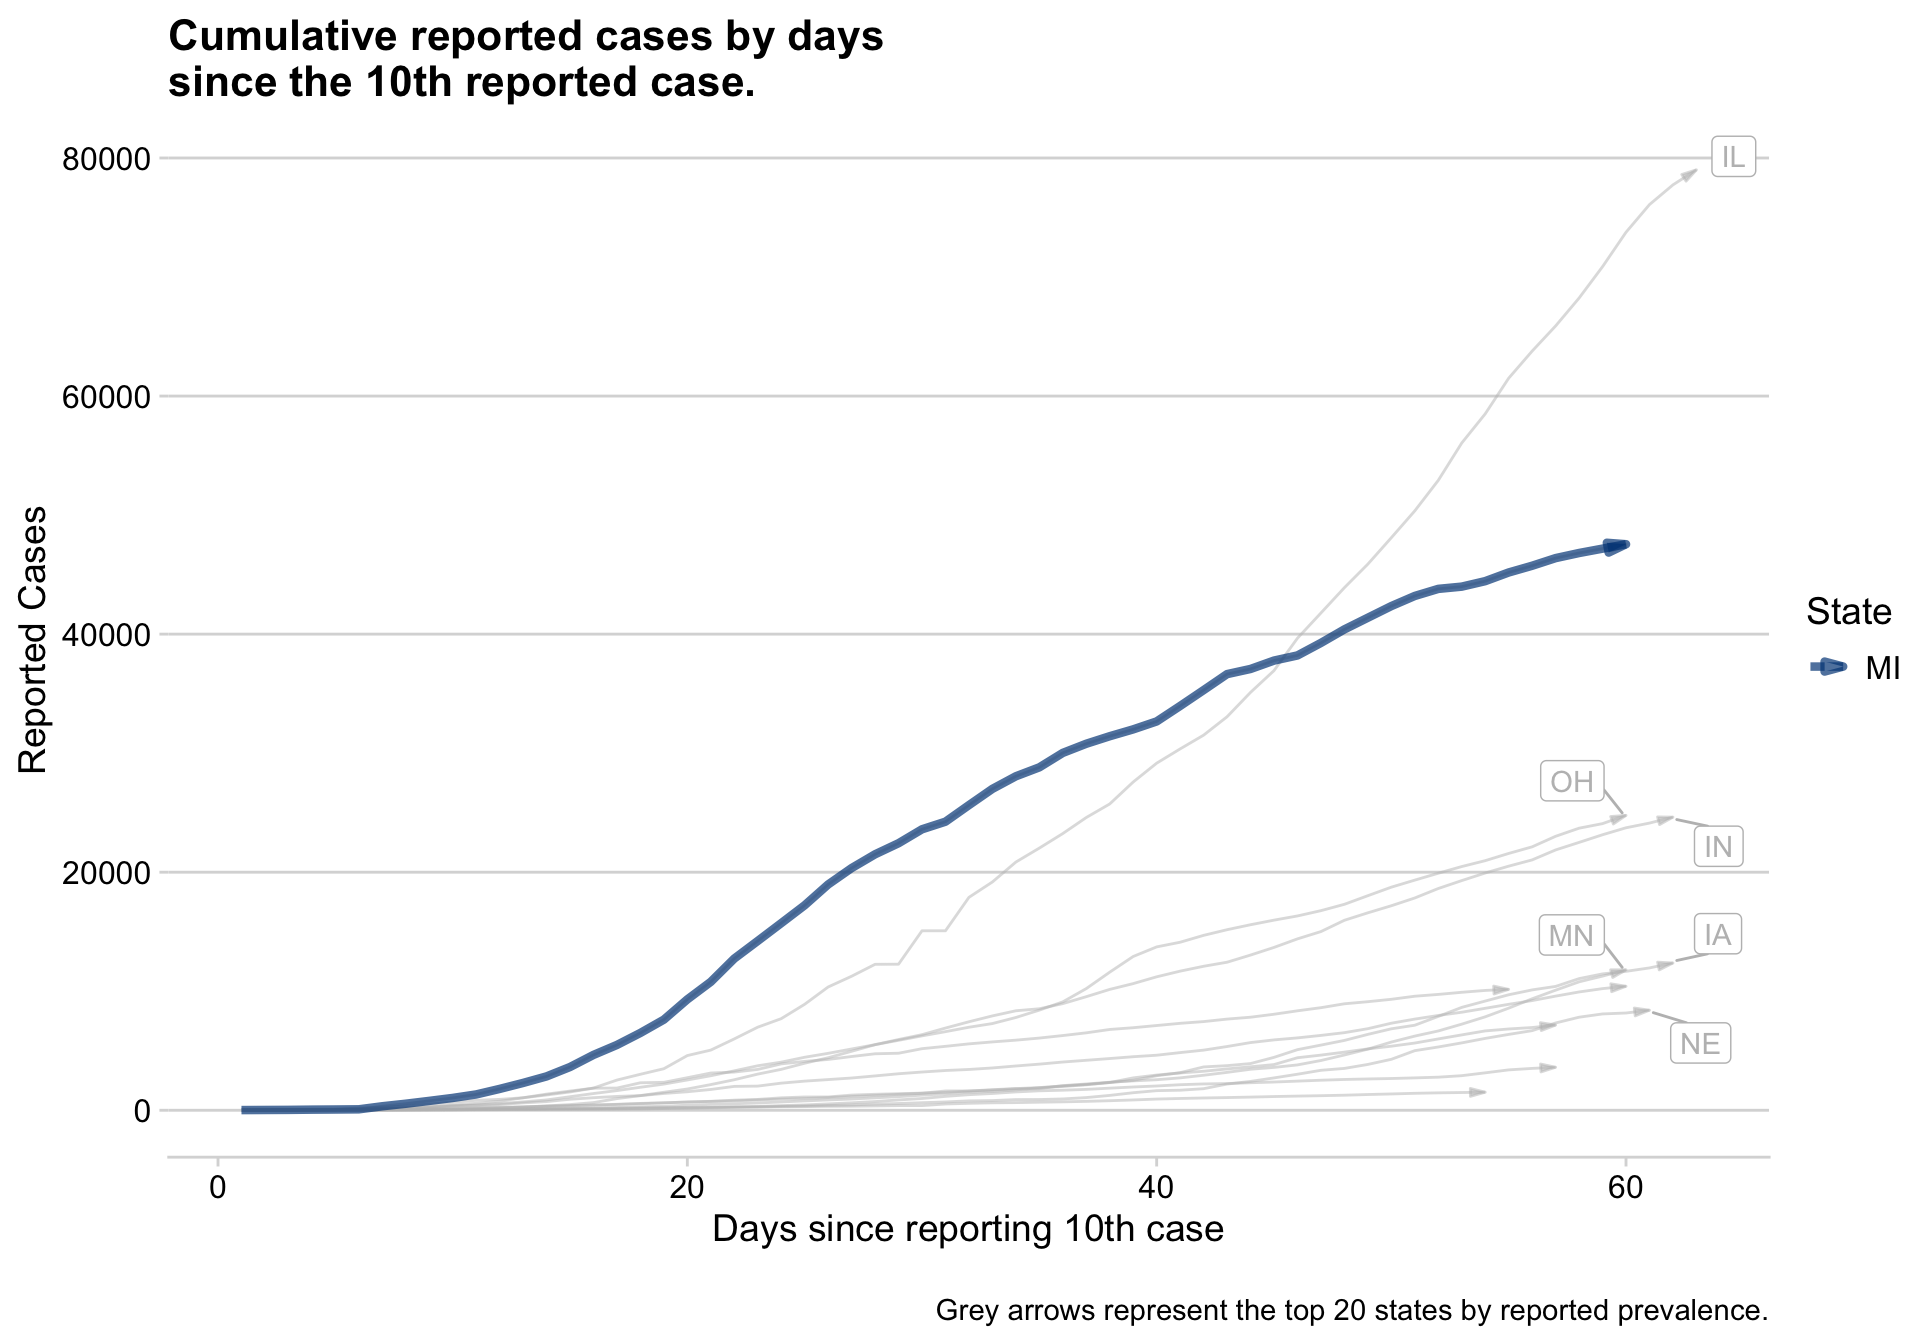 Cumulative reported cases by days
since the 10th reported case.
80000
60000
40000
20000
0
Reported Cases
IL
OH
IN
MN
IA
NE
State
MI
0
20
40
60
Days since reporting 10th case
Grey arrows represent the top 20 states by reported prevalence.